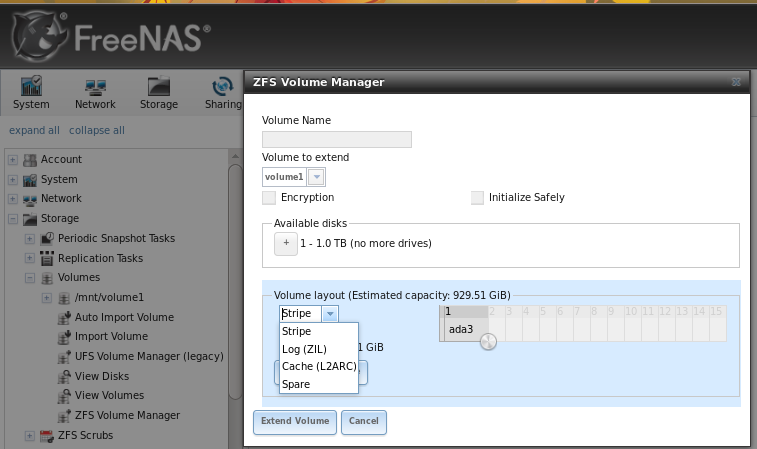 FreeNAS®
System
Network
Storage
Sharing
expand all
collapse all
Account
System
Network
Storage
Periodic Snapshot Tasks
Replication Tasks
Volumes
/mnt/volume1
Auto Import Volume
Import Volume
UFS Volume Manager (legacy)
View Disks
View Volumes
ZFS Volume Manager
ZFS Scrubs
ZFS Volume Manager
Volume Name
Volume to extend
volume1
Encryption
Initialize Safely
Available disks
+ 1 - 1.0 TB (no more drives)
Volume layout (Estimated capacity: 929.51 GiB)
Stripe
Stripe
Log (ZIL)
Cache (L2ARC)
Spare
1 GiB
1 2 3 4 5 6 7 8 9 10 11 12 13 14 15
ada3
Extend Volume
Cancel